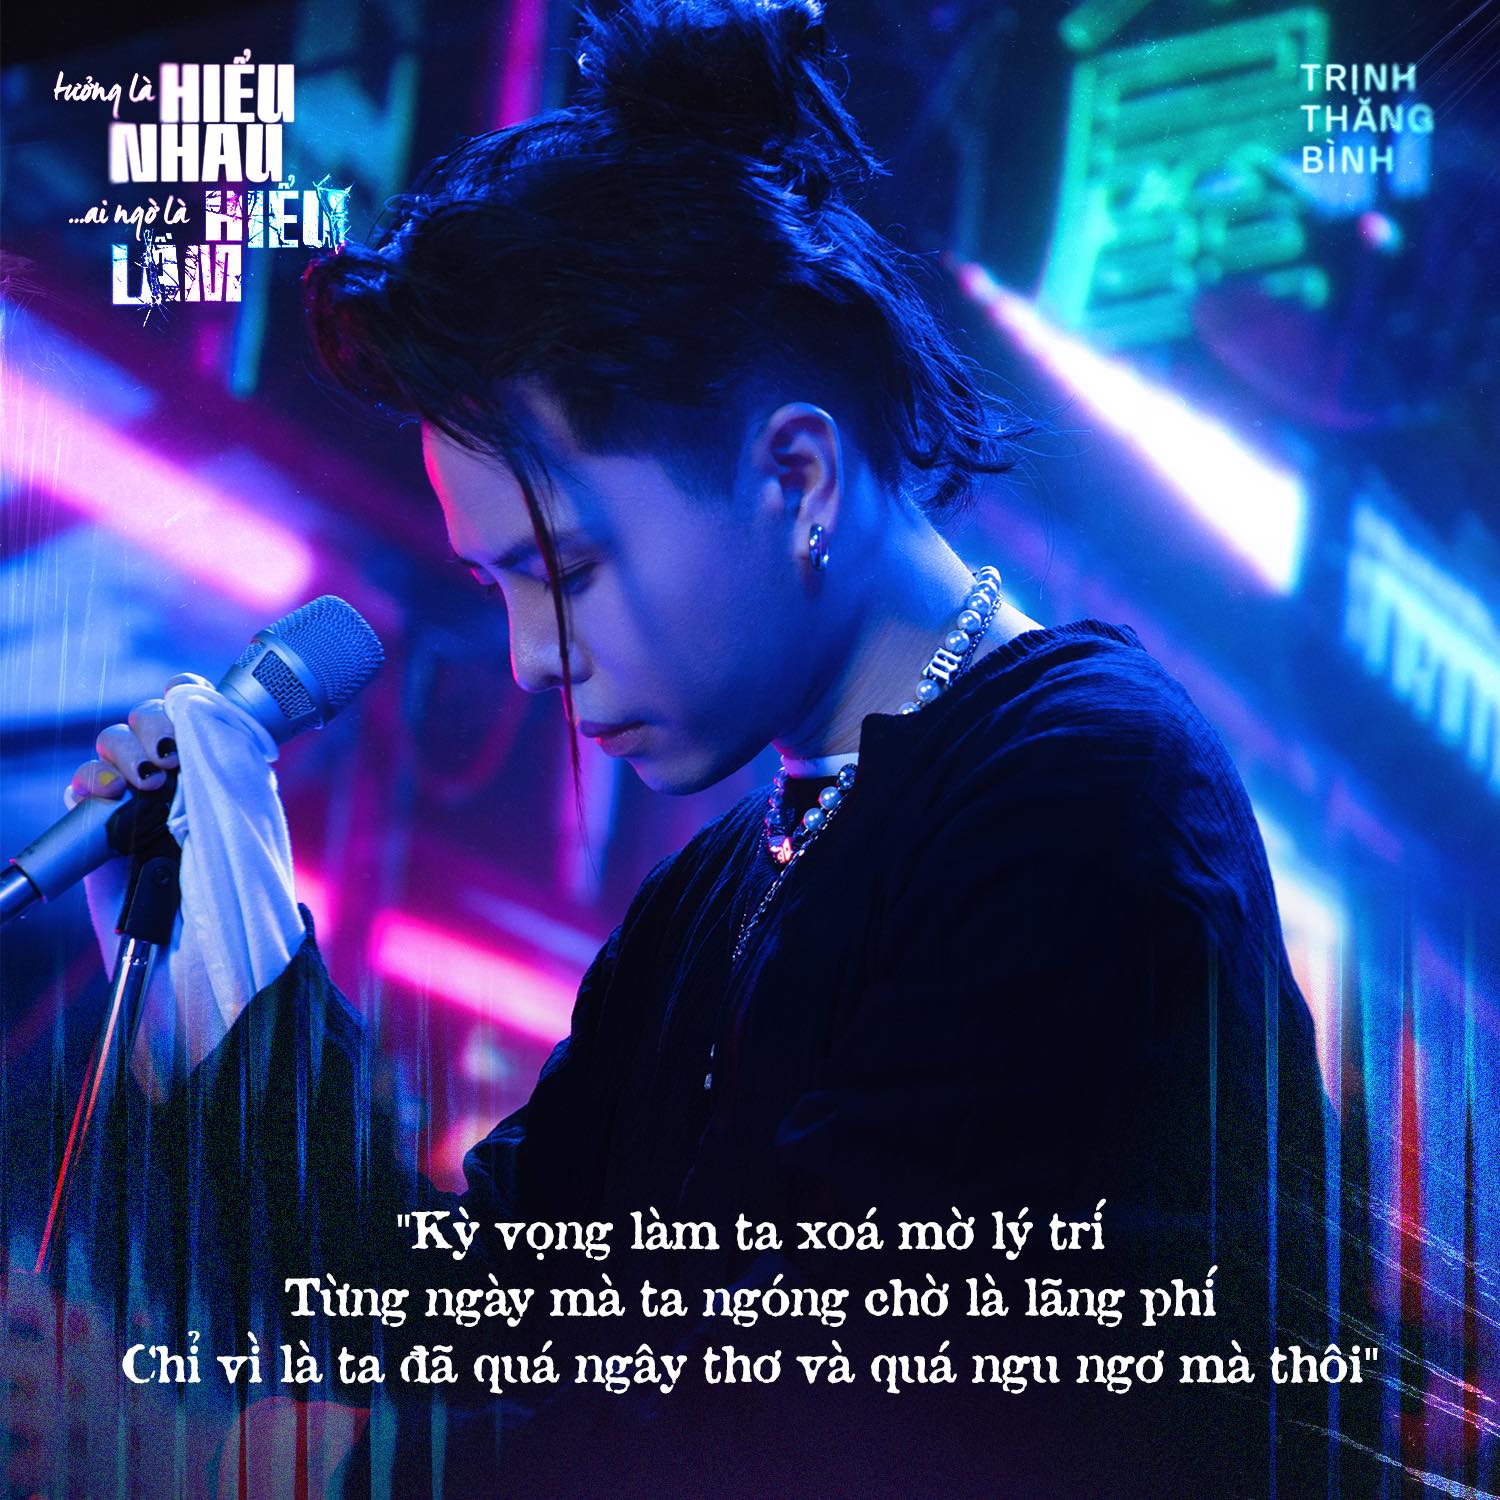 tưởng là HIỂU
NHAU
...ai ngờ là HIỂU
LẦM
TRỊNH
THĂNG
BÌNH
"Kỳ vọng làm ta xoá mờ lý trí
Từng ngày mà ta ngóng chờ là lãng phí
Chỉ vì là ta đã quá ngây thơ và quá ngu ngơ mà thôi"